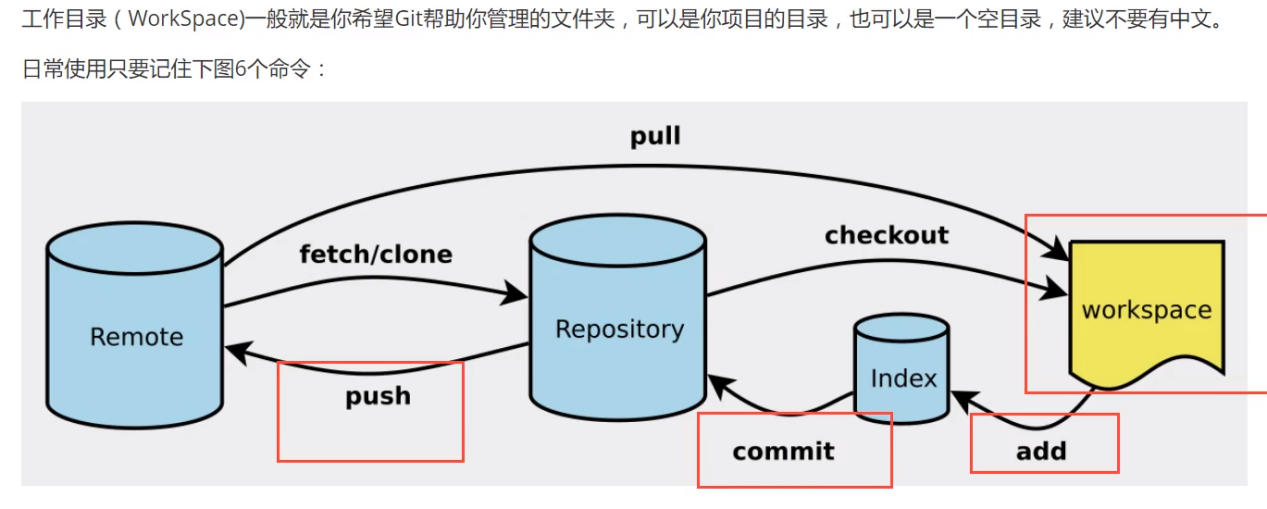 工作目录（WorkSpace)一般就是你希望Git帮助你管理的文件夹，可以是你项目的目录，也可以是一个空目录，建议不要有中文。
日常使用只要记住下图6个命令：
pull
fetch/clone
checkout
Remote
Repository
workspace
Index
push
commit
add